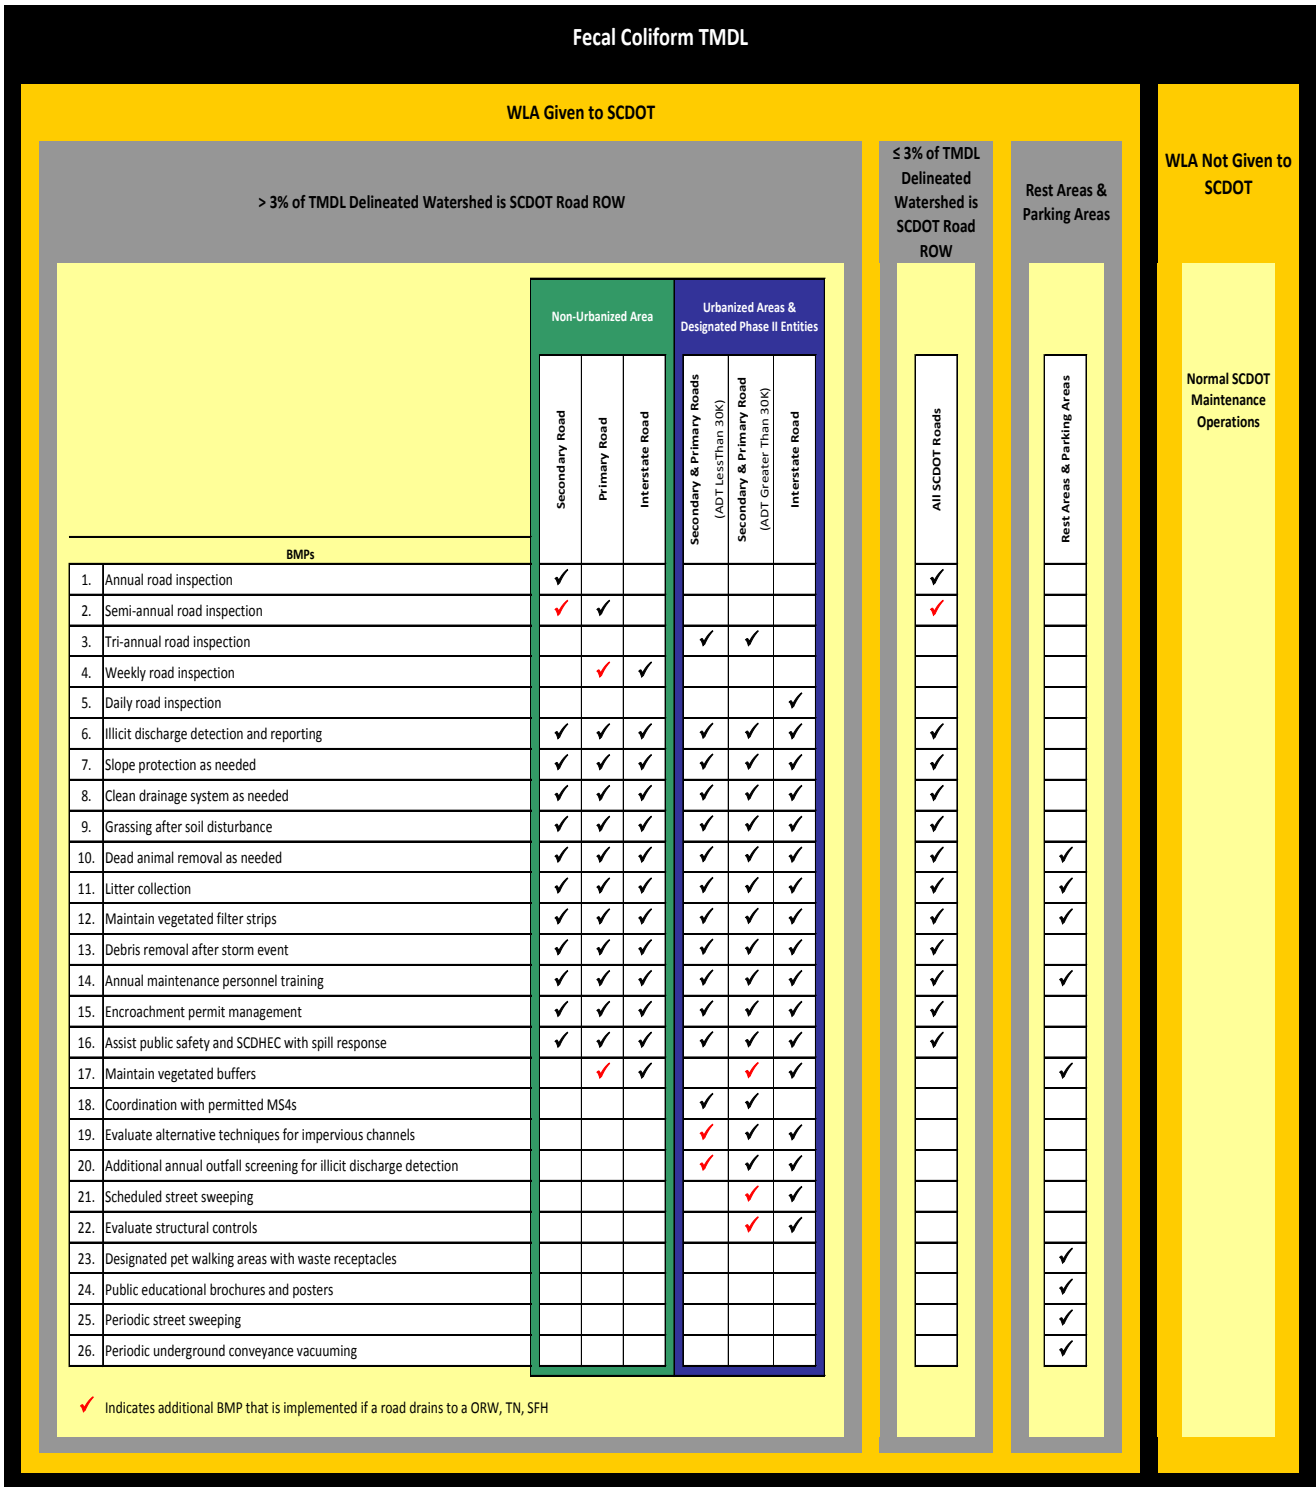 Fecal Coliform TMDL
WLA Given to SCDOT
> 3% of TMDL Delineated Watershed is SCDOT Road ROW
≤ 3% of TMDL
Delineated
Watershed is
SCDOT Road
ROW
Rest Areas &
Parking Areas
WLA Not Given to
SCDOT
Non-Urbanized Area
Urbanized Areas &
Designated Phase II Entities
Secondary Road
Primary Road
Interstate Road
Secondary & Primary Roads
(ADT LessThan 30K)
Secondary & Primary Road
(ADT Greater Than 30K)
Interstate Road
All SCDOT Roads
Rest Areas & Parking Areas
Normal SCDOT
Maintenance
Operations
BMPs
1. Annual road inspection ✓ ✓
2. Semi-annual road inspection ✓ ✓ ✓
3. Tri-annual road inspection ✓ ✓
4. Weekly road inspection ✓ ✓
5. Daily road inspection ✓
6. Illicit discharge detection and reporting ✓ ✓ ✓ ✓ ✓ ✓ ✓
7. Slope protection as needed ✓ ✓ ✓ ✓ ✓ ✓ ✓
8. Clean drainage system as needed ✓ ✓ ✓ ✓ ✓ ✓ ✓
9. Grassing after soil disturbance ✓ ✓ ✓ ✓ ✓ ✓ ✓
10. Dead animal removal as needed ✓ ✓ ✓ ✓ ✓ ✓ ✓ ✓
11. Litter collection ✓ ✓ ✓ ✓ ✓ ✓ ✓ ✓
12. Maintain vegetated filter strips ✓ ✓ ✓ ✓ ✓ ✓ ✓ ✓
13. Debris removal after storm event ✓ ✓ ✓ ✓ ✓ ✓ ✓
14. Annual maintenance personnel training ✓ ✓ ✓ ✓ ✓ ✓ ✓ ✓
15. Encroachment permit management ✓ ✓ ✓ ✓ ✓ ✓ ✓
16. Assist public safety and SCDHEC with spill response ✓ ✓ ✓ ✓ ✓ ✓ ✓
17. Maintain vegetated buffers ✓ ✓ ✓ ✓ ✓
18. Coordination with permitted MS4s ✓ ✓
19. Evaluate alternative techniques for impervious channels ✓ ✓ ✓
20. Additional annual outfall screening for illicit discharge detection ✓ ✓ ✓
21. Scheduled street sweeping ✓ ✓
22. Evaluate structural controls ✓ ✓
23. Designated pet walking areas with waste receptacles ✓
24. Public educational brochures and posters ✓
25. Periodic street sweeping ✓
26. Periodic underground conveyance vacuuming ✓
✓ Indicates additional BMP that is implemented if a road drains to a ORW, TN, SFH